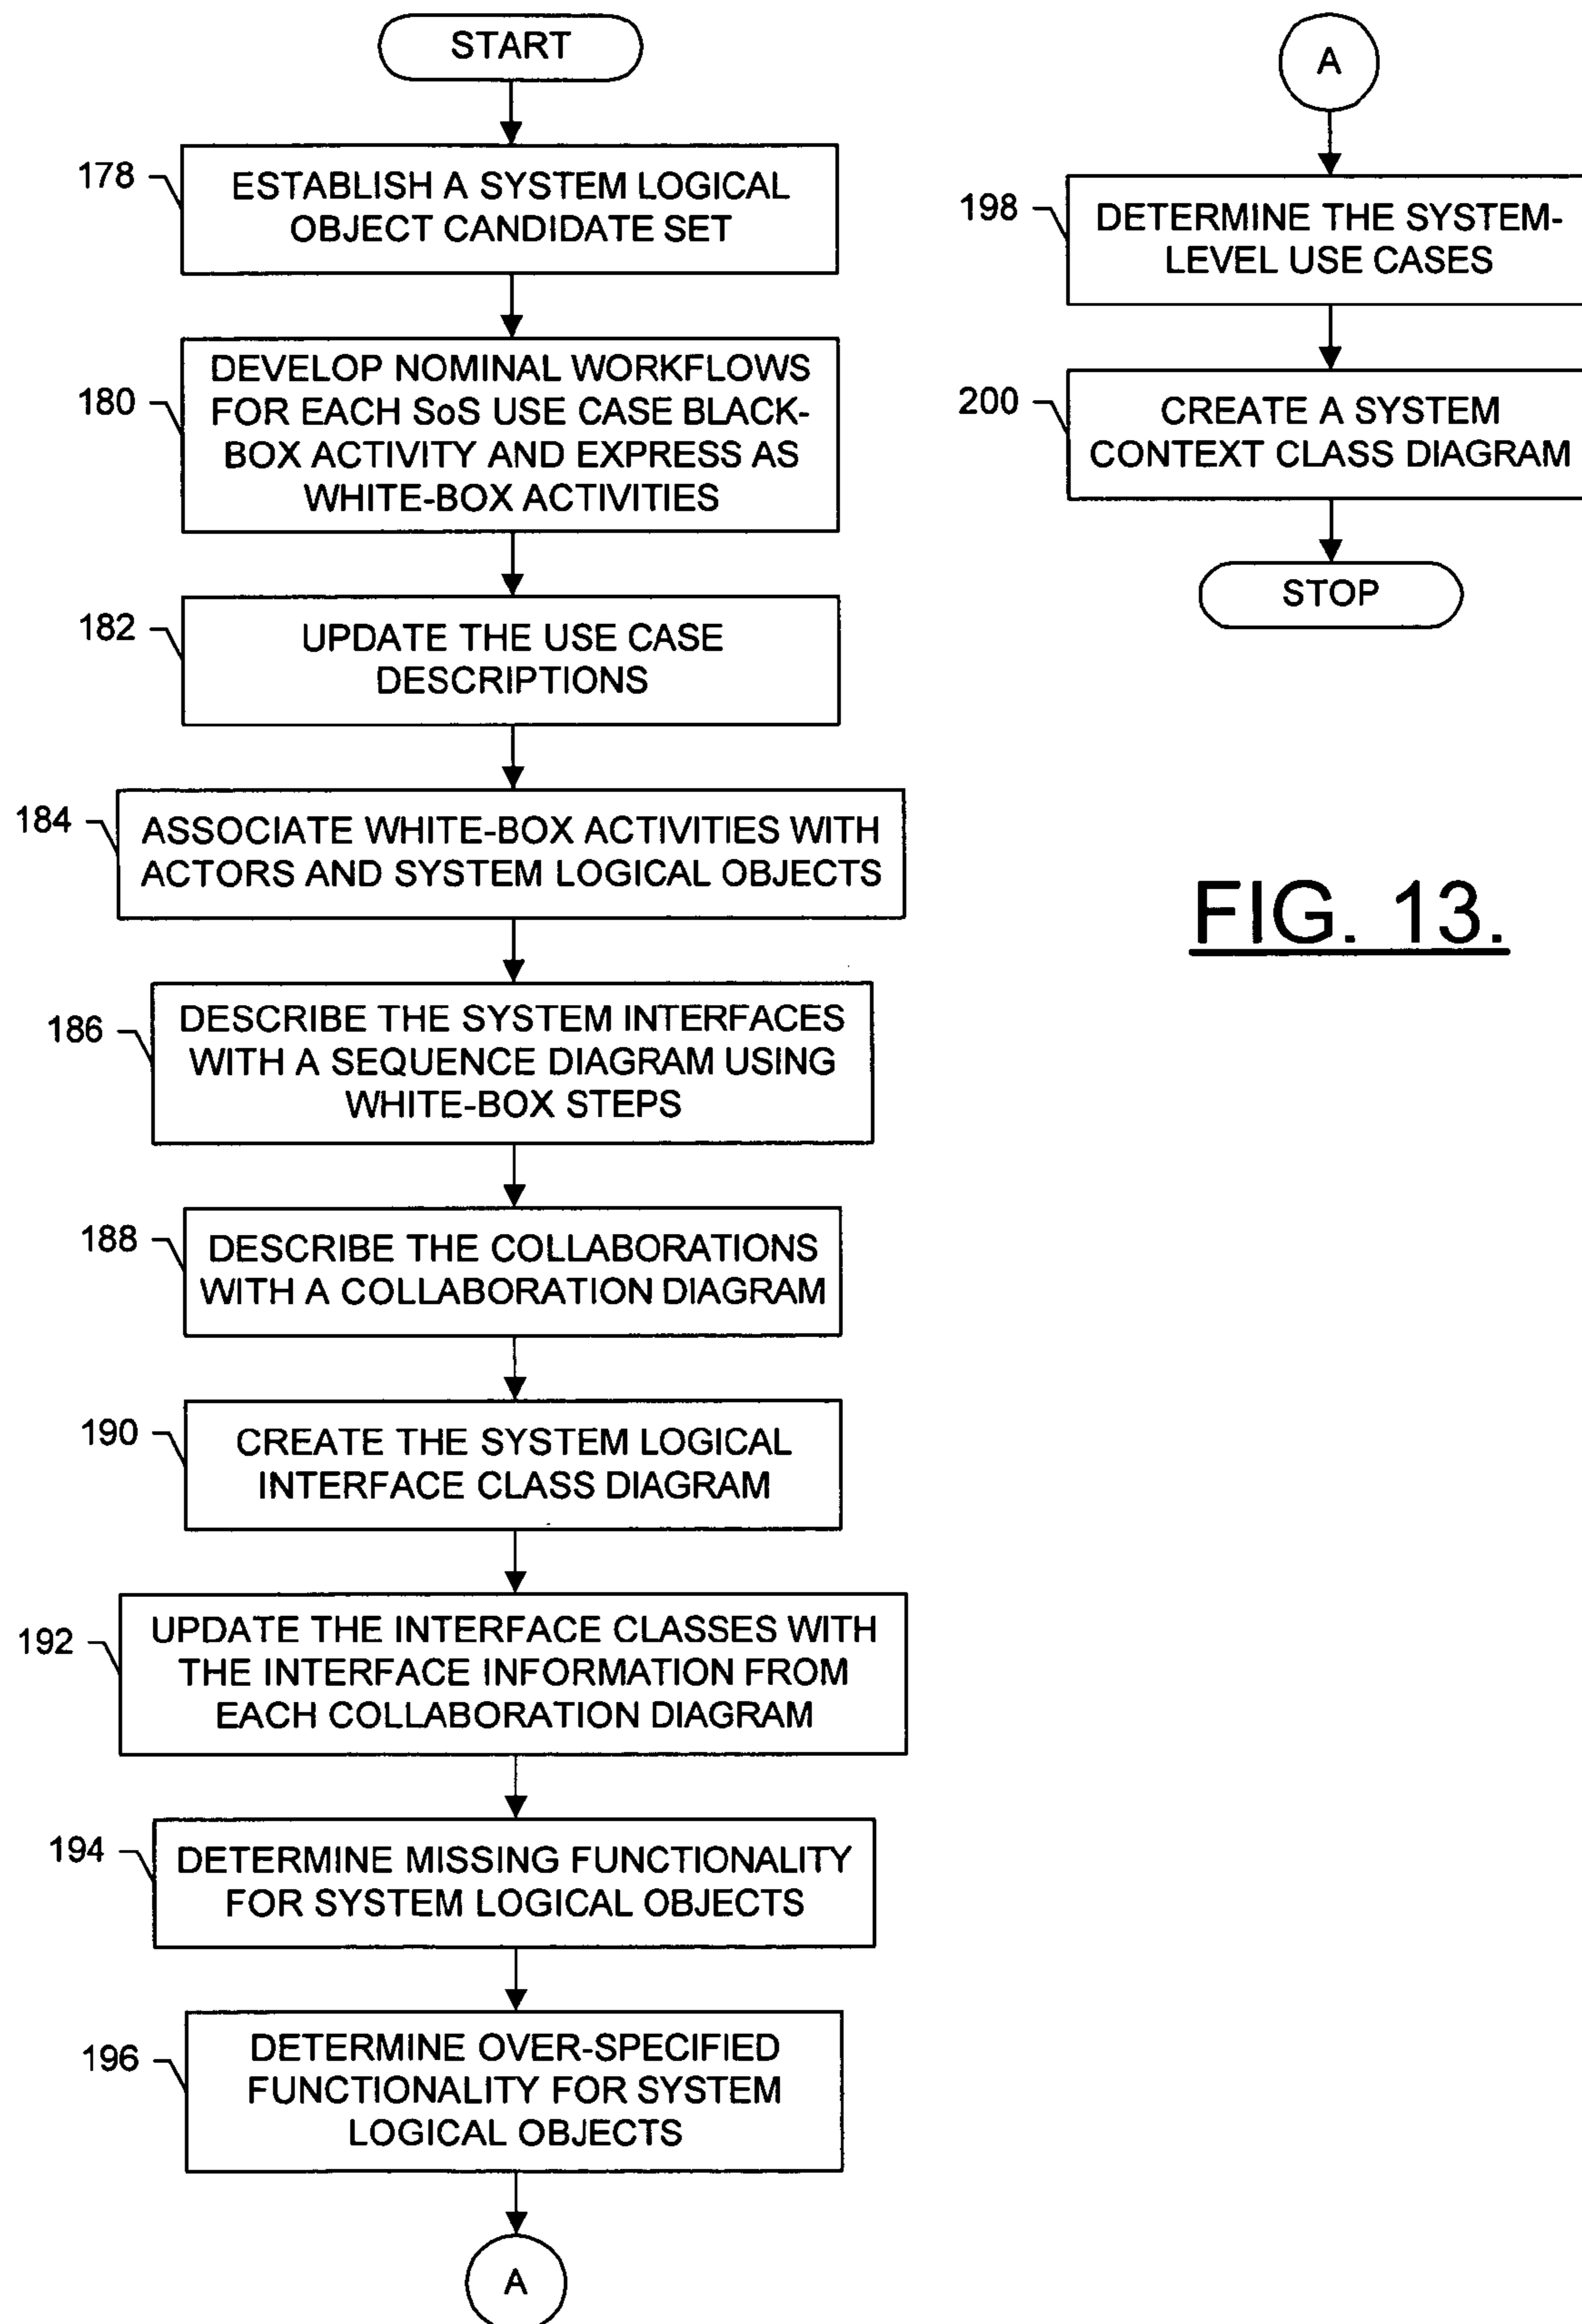 START
178
ESTABLISH A SYSTEM LOGICAL
OBJECT CANDIDATE SET
180
DEVELOP NOMINAL WORKFLOWS
FOR EACH SoS USE CASE BLACK-
BOX ACTIVITY AND EXPRESS AS
WHITE-BOX ACTIVITIES
182
UPDATE THE USE CASE
DESCRIPTIONS
184
ASSOCIATE WHITE-BOX ACTIVITIES WITH
ACTORS AND SYSTEM LOGICAL OBJECTS
186
DESCRIBE THE SYSTEM INTERFACES
WITH A SEQUENCE DIAGRAM USING
WHITE-BOX STEPS
188
DESCRIBE THE COLLABORATIONS
WITH A COLLABORATION DIAGRAM
190
CREATE THE SYSTEM LOGICAL
INTERFACE CLASS DIAGRAM
192
UPDATE THE INTERFACE CLASSES WITH
THE INTERFACE INFORMATION FROM
EACH COLLABORATION DIAGRAM
194
DETERMINE MISSING FUNCTIONALITY
FOR SYSTEM LOGICAL OBJECTS
196
DETERMINE OVER-SPECIFIED
FUNCTIONALITY FOR SYSTEM
LOGICAL OBJECTS
A
A
198
DETERMINE THE SYSTEM-
LEVEL USE CASES
200
CREATE A SYSTEM
CONTEXT CLASS DIAGRAM
STOP
FIG. 13.